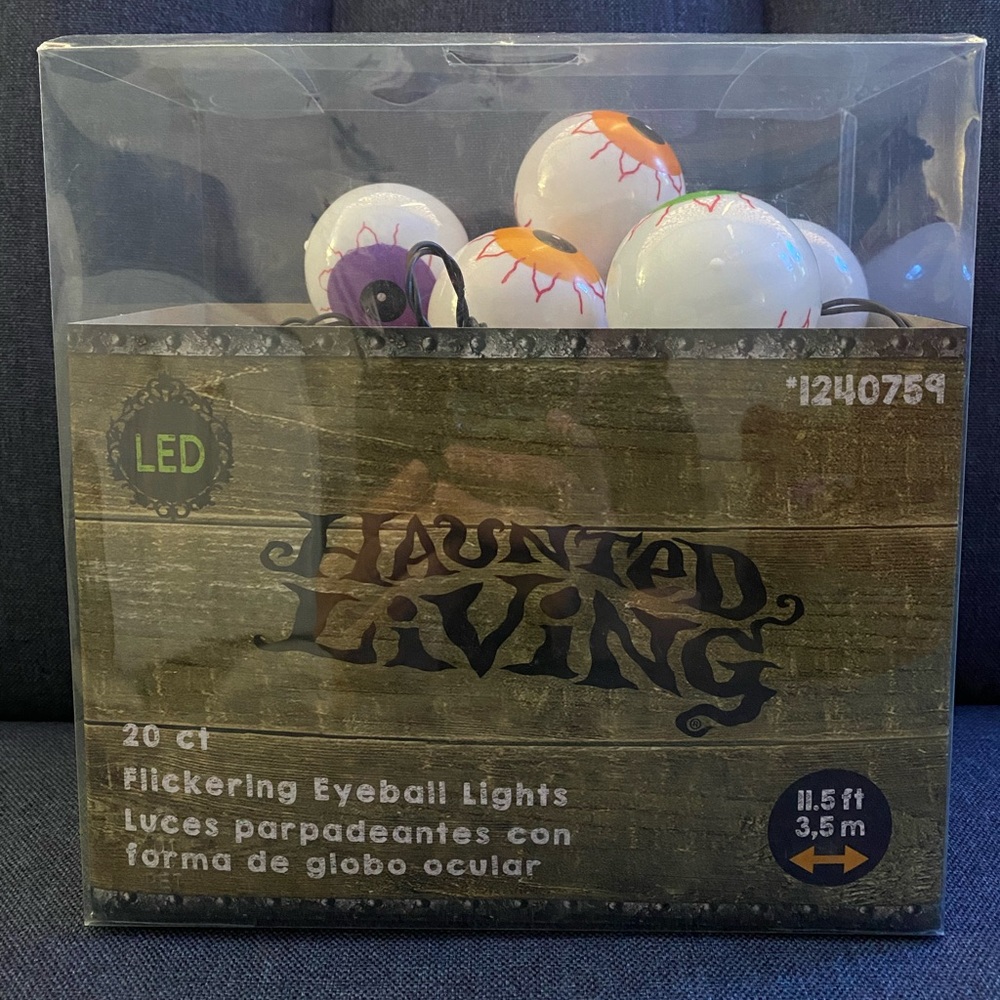 *1240759
LED
HAUNTED
LiViNG®
20 ct
Flickering Eyeball Lights
Luces parpadeantes con
forma de globo ocular
11.5 ft
3,5 m